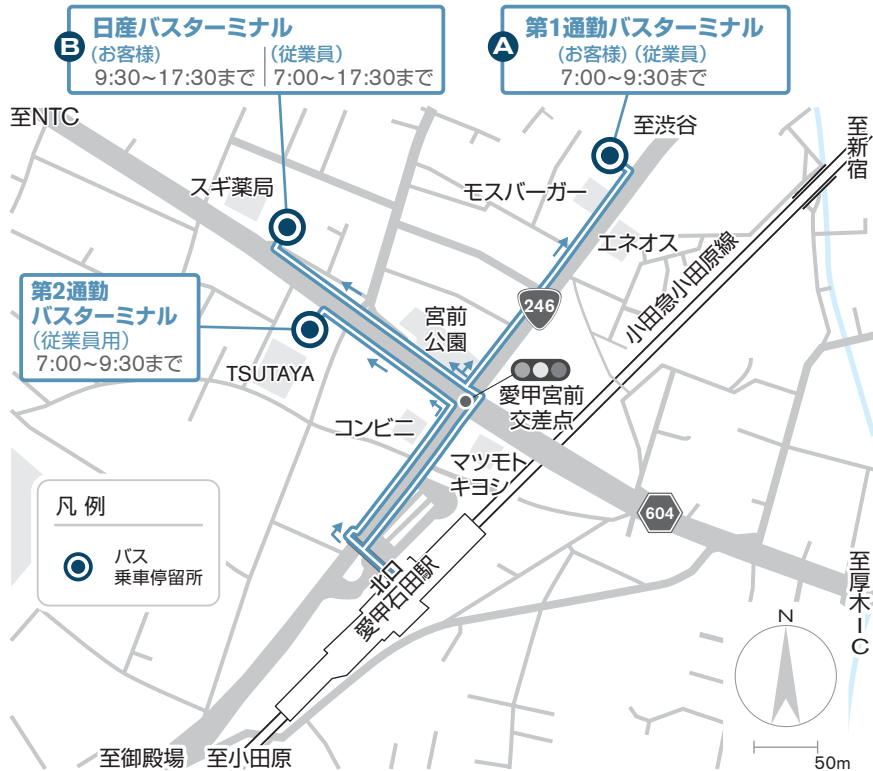 B
日産バスターミナル
(お客様)
9:30~17:30まで
(従業員)
7:00~17:30まで
A
第1通勤バスターミナル
(お客様) (従業員)
7:00~9:30まで
至NTC
至渋谷
至新宿
スギ薬局
モスバーガー
エネオス
小田急小田原線
246
第2通勤
バスターミナル
(従業員用)
7:00~9:30まで
宮前
公園
TSUTAYA
愛甲宮前
交差点
コンビニ
マツモト
キヨシ
604
凡 例
バス
乗車停留所
北口
愛甲石田駅
至厚木IC
N
50m
至御殿場
至小田原